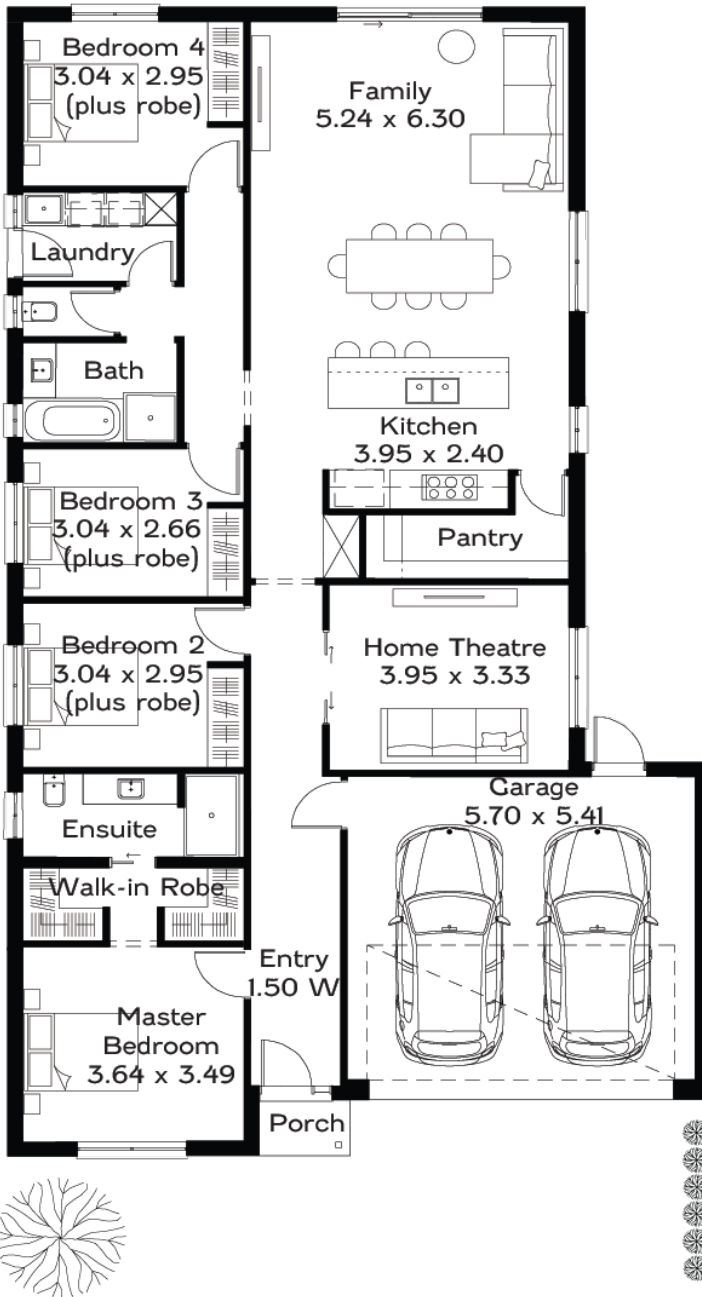 Bedroom 4
3.04 x 2.95
(plus robe)
Family
5.24 x 6.30
Laundry
Bath
Kitchen
3.95 x 2.40
Bedroom 3
3.04 x 2.66
(plus robe)
Pantry
Bedroom 2
3.04 x 2.95
(plus robe)
Home Theatre
3.95 x 3.33
Garage
5.70 x 5.41
Ensuite
Walk-in Robe
Entry
1.50 W
Master
Bedroom
3.64 x 3.49
Porch